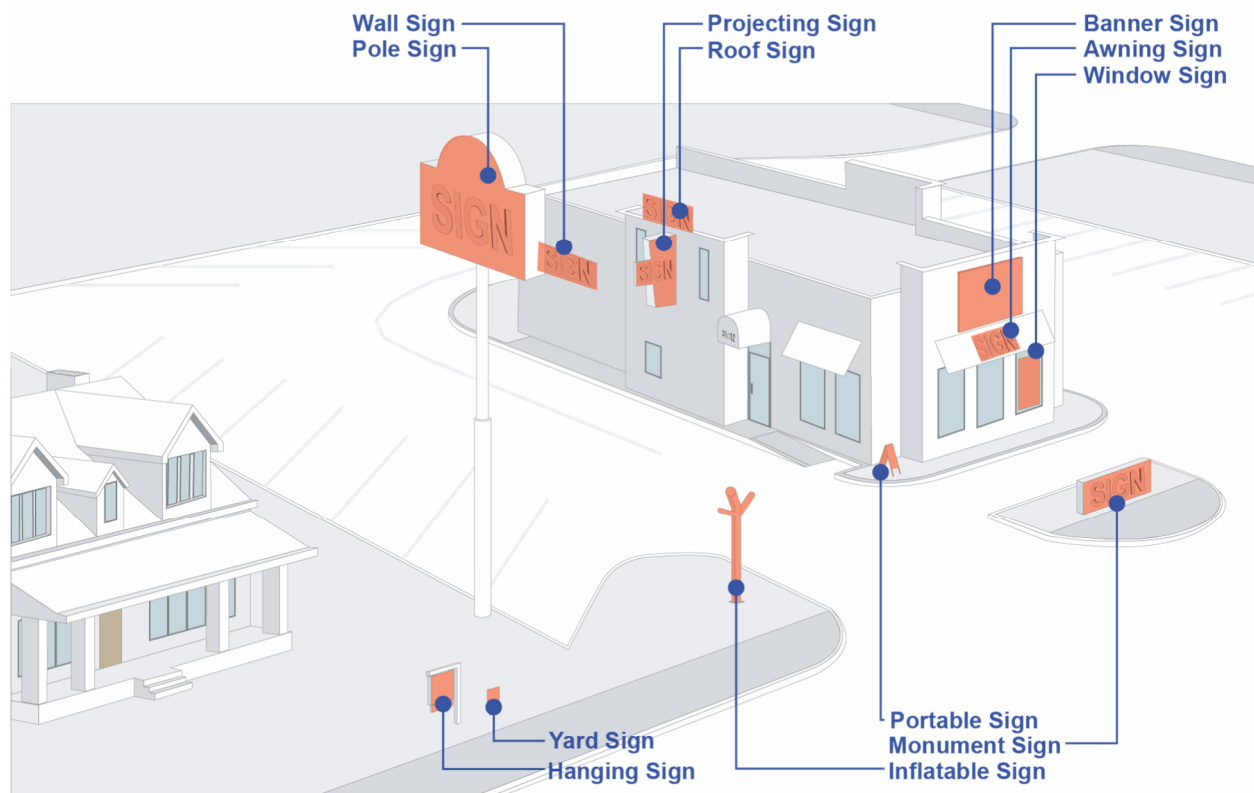 Wall Sign
Pole Sign
Projecting Sign
Roof Sign
Banner Sign
Awning Sign
Window Sign
SIGN
SIGN
SIGN
SIGN
SIGN
SIGN
Portable Sign
Monument Sign
Inflatable Sign
Yard Sign
Hanging Sign